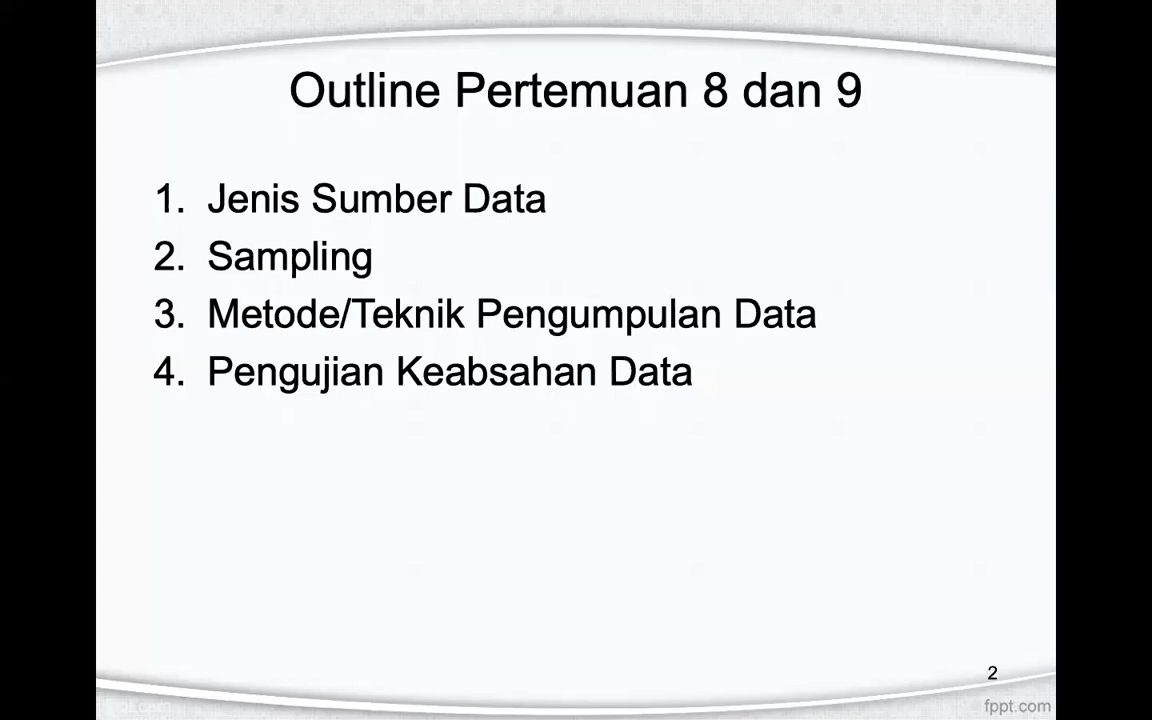 Outline Pertemuan 8 dan 9
1. Jenis Sumber Data
2. Sampling
3. Metode/Teknik Pengumpulan Data
4. Pengujian Keabsahan Data
2
fppt.com